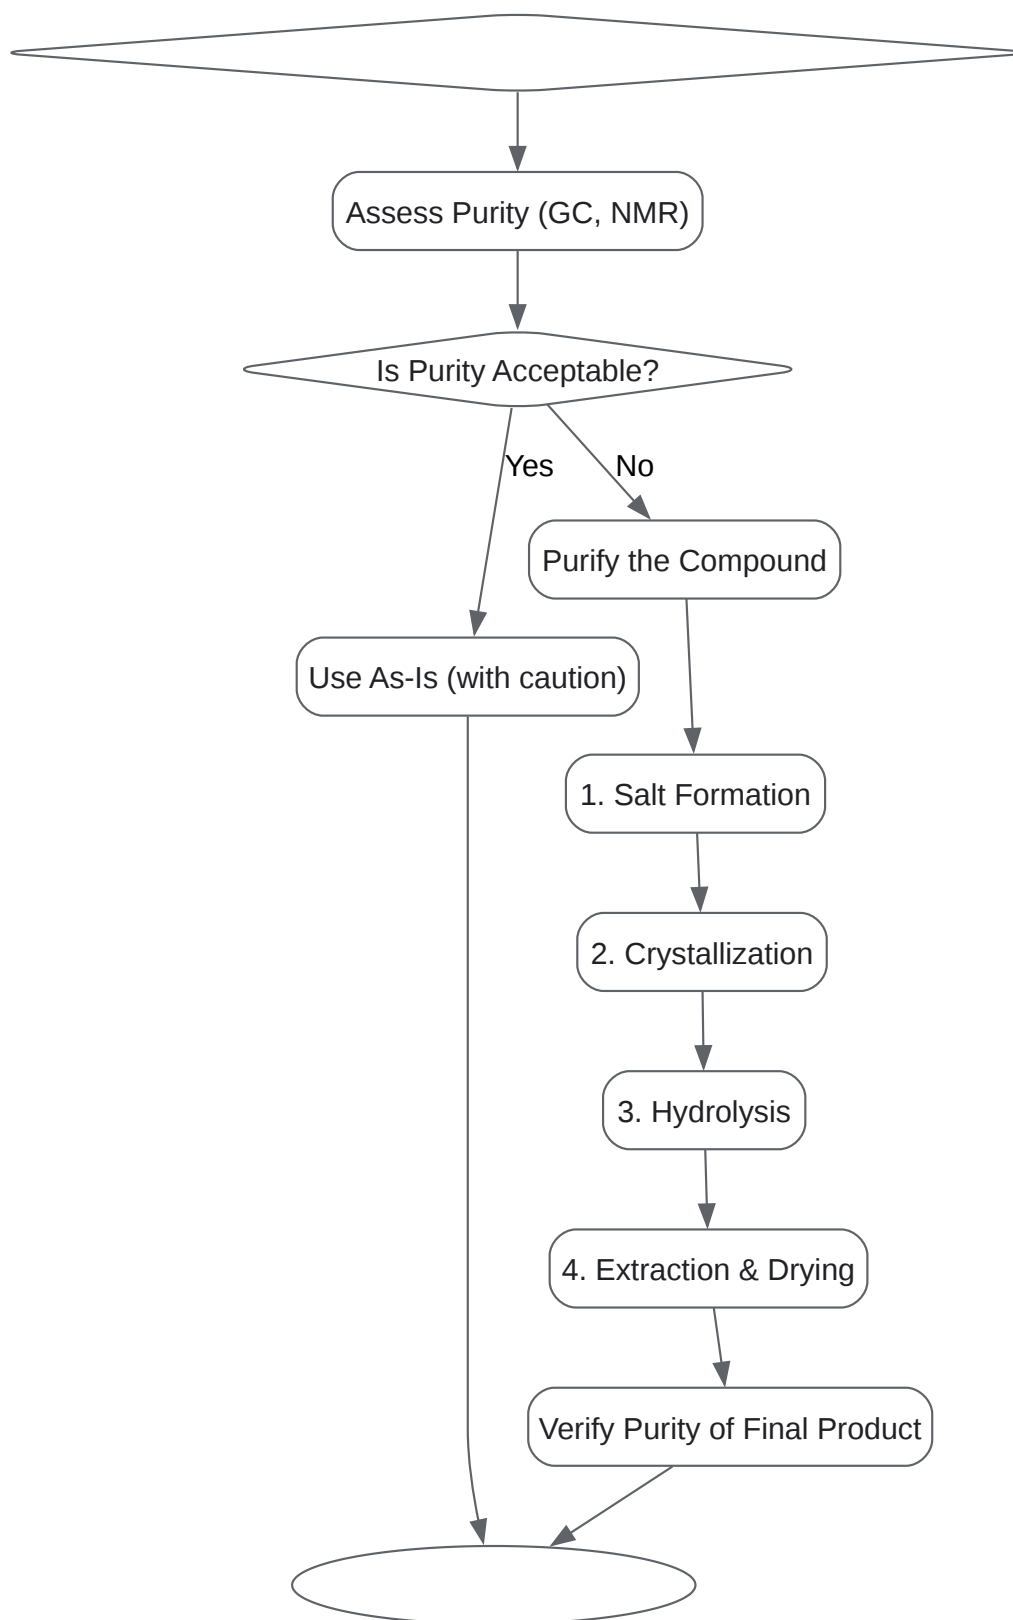 Assess Purity (GC, NMR)
Is Purity Acceptable?
Yes
No
Purify the Compound
Use As-Is (with caution)
1. Salt Formation
2. Crystallization
3. Hydrolysis
4. Extraction & Drying
Verify Purity of Final Product